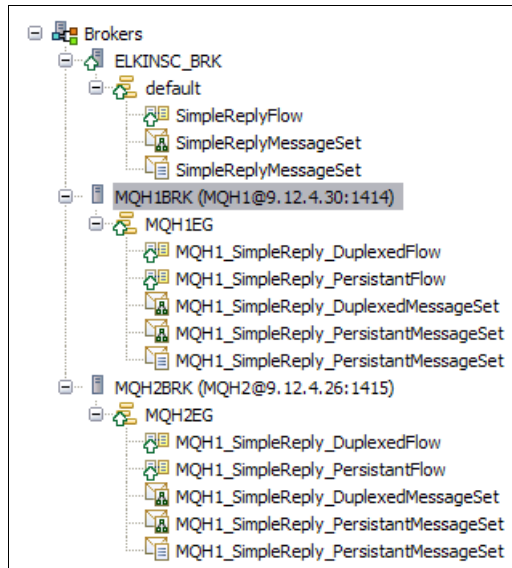 Brokers
ELKINSC_BRK
default
SimpleReplyFlow
SimpleReplyMessageSet
SimpleReplyMessageSet
MQH1BRK (MQH1@9.12.4.30:1414)
MQH1EG
MQH1_SimpleReply_DuplexedFlow
MQH1_SimpleReply_PersistantFlow
MQH1_SimpleReply_DuplexedMessageSet
MQH1_SimpleReply_PersistantMessageSet
MQH1_SimpleReply_PersistantMessageSet
MQH2BRK (MQH2@9.12.4.26:1415)
MQH2EG
MQH1_SimpleReply_DuplexedFlow
MQH1_SimpleReply_PersistantFlow
MQH1_SimpleReply_DuplexedMessageSet
MQH1_SimpleReply_PersistantMessageSet
MQH1_SimpleReply_PersistantMessageSet